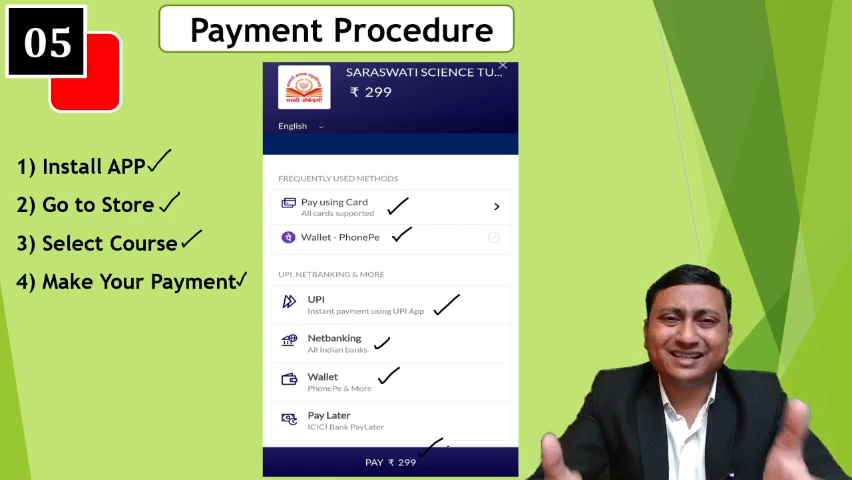 05
Payment Procedure
1) Install APP
2) Go to Store
3) Select Course
4) Make Your Payment
SARASWATI SCIENCE TU...
₹ 299
English
FREQUENTLY USED METHODS
Pay using Card
All cards supported
Wallet - PhonePe
UPI, NETBANKING & MORE
UPI
Instant payment using UPI App
Netbanking
All Indian banks
Wallet
PhonePe & More
Pay Later
ICICI Bank PayLater
PAY ₹ 299